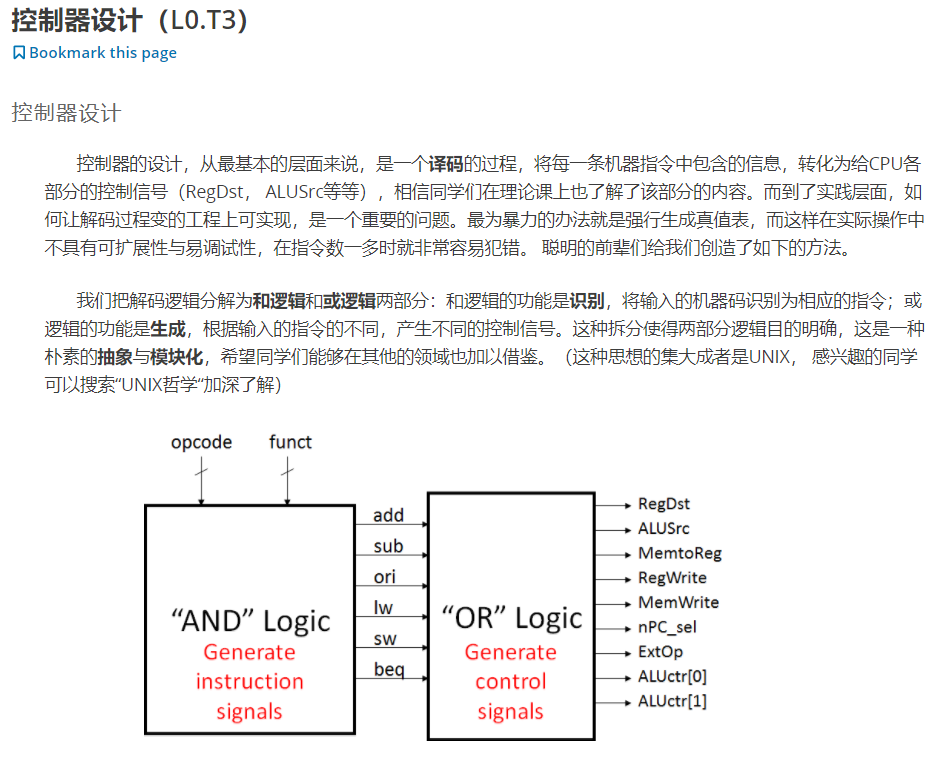 控制器设计（L0.T3）
Bookmark this page
控制器设计
控制器的设计，从最基本的层面来说，是一个译码的过程，将每一条机器指令中包含的信息，转化为给CPU各
部分的控制信号（RegDst， ALUSrc等等），相信同学们在理论课上也了解了该部分的内容。而到了实践层面，如
何让解码过程变的工程上可实现，是一个重要的问题。最为暴力的办法就是强行生成真值表，而这样在实际操作中
不具有可扩展性与易调试性，在指令数一多时就非常容易犯错。 聪明的前辈们给我们创造了如下的方法。
我们把解码逻辑分解为和逻辑和或逻辑两部分：和逻辑的功能是识别，将输入的机器码识别为相应的指令；或
逻辑的功能是生成，根据输入的指令的不同，产生不同的控制信号。这种拆分使得两部分逻辑目的明确，这是一种
朴素的抽象与模块化，希望同学们能够在其他的领域也加以借鉴。（这种思想的集大成者是UNIX， 感兴趣的同学
可以搜索“UNIX哲学”加深了解）
opcode funct
add
sub
ori
lw
sw
beq
“AND” Logic
Generate
instruction
signals
“OR” Logic
Generate
control
signals
RegDst
ALUSrc
MemtoReg
RegWrite
MemWrite
nPC_sel
ExtOp
ALUctr[0]
ALUctr[1]